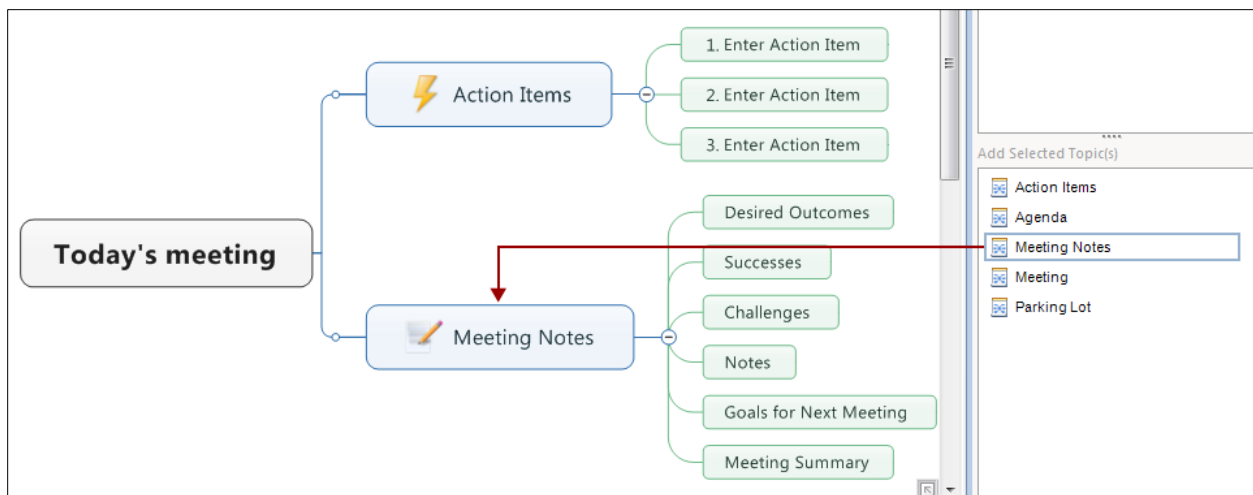 Today's meeting
Action Items
1. Enter Action Item
2. Enter Action Item
3. Enter Action Item
Meeting Notes
Desired Outcomes
Successes
Challenges
Notes
Goals for Next Meeting
Meeting Summary
Add Selected Topic(s)
Action Items
Agenda
Meeting Notes
Meeting
Parking Lot